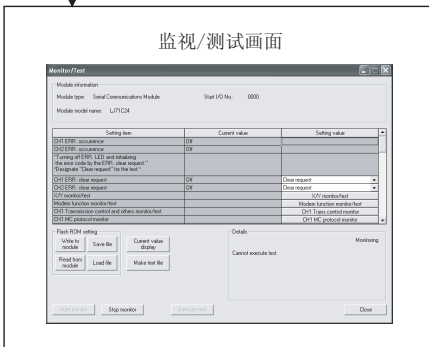 监视/测试画面
Monitor/Test
Module information
Module type: Serial Communications Module Start I/O No.: 0000
Module model name: LJ71C24
Setting item Current value Setting value
CH1 ERR. occurrence Off
CH2 ERR. occurrence Off
"Turning off ERR. LED and initializing
the error code by the ERR. clear request."
"Designate "Clear request" for the test."
CH1 ERR. clear request Off Clear request
CH2 ERR. clear request Off Clear request
X/Y monitor/test X/Y monitor/test
Modem function monitor/test Modem function monitor/test
CH1 Transmission control and others monitor/test CH1 Trans control monitor
CH1 MC protocol monitor CH1 MC protocol monitor
Flash ROM setting
Write to module
Save file
Current value display
Read from module
Load file
Make text file
Details
Monitoring
Cannot execute test
Start monitor Stop monitor Execute test Close